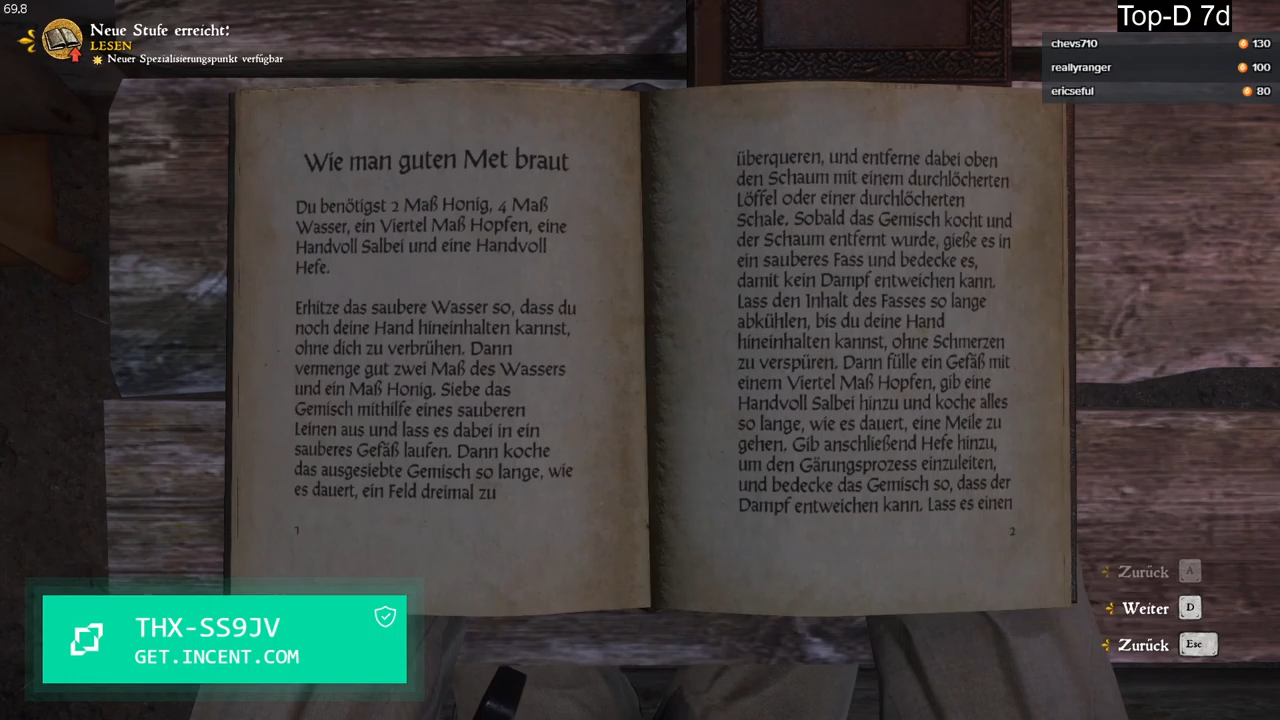 69.8
Neue Stufe erreicht:
LESEN
Neuer Spezialisierungspunkt verfügbar
Top-D 7d
chevs710 130
reallyranger 100
ericseful 80
Wie man guten Met braut
Du benötigst 2 Maß Honig, 4 Maß
Wasser, ein Viertel Maß Hopfen, eine
Handvoll Salbei und eine Handvoll
Hefe.
Erhitze das saubere Wasser so, dass du
noch deine Hand hineinhalten kannst,
ohne dich zu verbrühen. Dann
vermenge gut zwei Maß des Wassers
und ein Maß Honig. Siebe das
Gemisch mithilfe eines sauberen
Leinen aus und lass es dabei in ein
sauberes Gefäß laufen. Dann koche
das ausgesiebte Gemisch so lange, wie
es dauert, ein Feld dreimal zu
1
überqueren, und entferne dabei oben
den Schaum mit einem durchlöcherten
Löffel oder einer durchlöcherten
Schale. Sobald das Gemisch kocht und
der Schaum entfernt wurde, gieße es in
ein sauberes Fass und bedecke es,
damit kein Dampf entweichen kann.
Lass den Inhalt des Fasses so lange
abkühlen, bis du deine Hand
hineinhalten kannst, ohne Schmerzen
zu verspüren. Dann fülle ein Gefäß mit
einem Viertel Maß Hopfen, gib eine
Handvoll Salbei hinzu und koche alles
so lange, wie es dauert, eine Meile zu
gehen. Gib anschließend Hefe hinzu,
um den Gärungsprozess einzuleiten,
und bedecke das Gemisch so, dass der
Dampf entweichen kann. Lass es einen
2
Zurück A
Weiter D
Zurück Esc
THX-SS9JV
GET.INCENT.COM